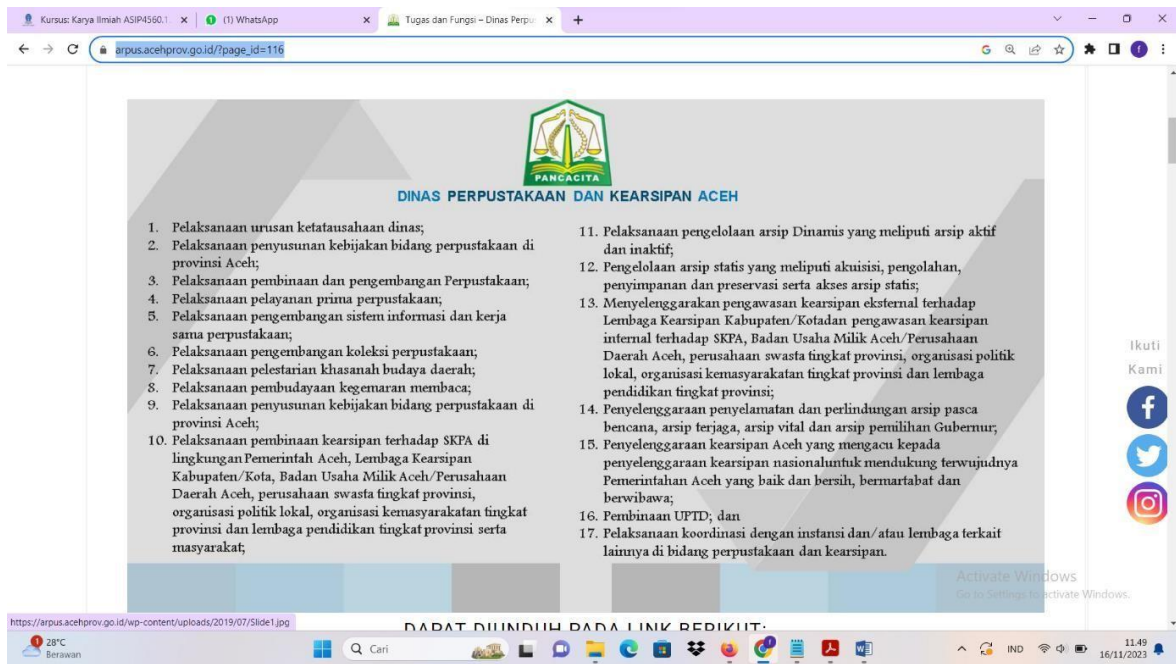 Kursus: Karya Ilmiah ASIP4560.1
(1) WhatsApp
Tugas dan Fungsi – Dinas Perpu
arpus.acehprov.go.id/?page_id=116
PANCACITA
DINAS PERPUSTAKAAN DAN KEARSIPAN ACEH
1. Pelaksanaan urusan ketatausahaan dinas;
2. Pelaksanaan penyusunan kebijakan bidang perpustakaan di
provinsi Aceh;
3. Pelaksanaan pembinaan dan pengembangan Perpustakaan;
4. Pelaksanaan pelayanan prima perpustakaan;
5. Pelaksanaan pengembangan sistem informasi dan kerja
sama perpustakaan;
6. Pelaksanaan pengembangan koleksi perpustakaan;
7. Pelaksanaan pelestarian khasanah budaya daerah;
8. Pelaksanaan pembudayaan kegemaran membaca;
9. Pelaksanaan penyusunan kebijakan bidang perpustakaan di
provinsi Aceh;
10. Pelaksanaan pembinaan kearsipan terhadap SKPA di
lingkungan Pemerintah Aceh, Lembaga Kearsipan
Kabupaten/Kota, Badan Usaha Milik Aceh/Perusahaan
Daerah Aceh, perusahaan swasta tingkat provinsi,
organisasi politik lokal, organisasi kemasyarakatan tingkat
provinsi dan lembaga pendidikan tingkat provinsi serta
masyarakat;
11. Pelaksanaan pengelolaan arsip Dinamis yang meliputi arsip aktif
dan inaktif;
12. Pengelolaan arsip statis yang meliputi akuisisi, pengolahan,
penyimpanan dan preservasi serta akses arsip statis;
13. Menyelenggarakan pengawasan kearsipan eksternal terhadap
Lembaga Kearsipan Kabupaten/Kotadan pengawasan kearsipan
internal terhadap SKPA, Badan Usaha Milik Aceh/Perusahaan
Daerah Aceh, perusahaan swasta tingkat provinsi, organisasi politik
lokal, organisasi kemasyarakatan tingkat provinsi dan lembaga
pendidikan tingkat provinsi;
14. Penyelenggaraan penyelamatan dan perlindungan arsip pasca
bencana, arsip terjaga, arsip vital dan arsip pemilihan Gubernur;
15. Penyelenggaraan kearsipan Aceh yang mengacu kepada
penyelenggaraan kearsipan nasionaluntuk mendukung terwujudnya
Pemerintahan Aceh yang baik dan bersih, bermartabat dan
berwibawa;
16. Pembinaan UPTD; dan
17. Pelaksanaan koordinasi dengan instansi dan/atau lembaga terkait
lainnya di bidang perpustakaan dan kearsipan.
Ikuti
Kami
Activate Windows
Go to Settings to activate Windows.
DAPAT DIUNDUH PADA LINK BERIKUT:
https://arpus.acehprov.go.id/wp-content/uploads/2019/07/Slide1.jpg
28°C
Berawan
Cari
IND
11.49
16/11/2023